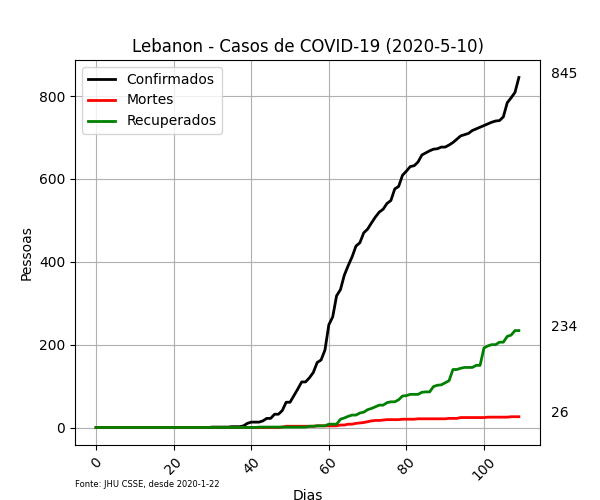 Lebanon - Casos de COVID-19 (2020-5-10)
Confirmados
Mortes
Recuperados
845
800
600
400
234
200
26
0
0 20 40 60 80 100
Pessoas
Dias
Fonte: JHU CSSE, desde 2020-1-22